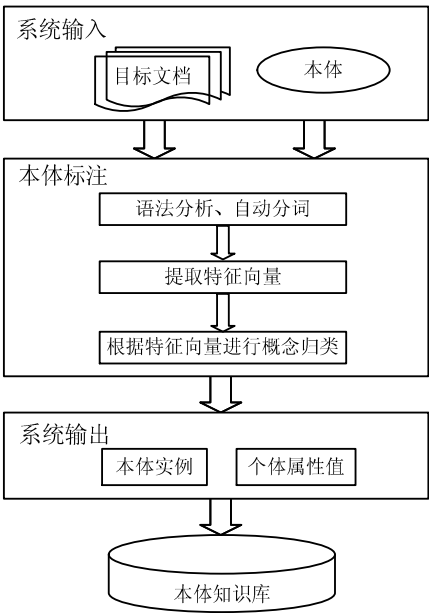 系统输入
目标文档
本体
本体标注
语法分析、自动分词
提取特征向量
根据特征向量进行概念归类
系统输出
本体实例
个体属性值
本体知识库